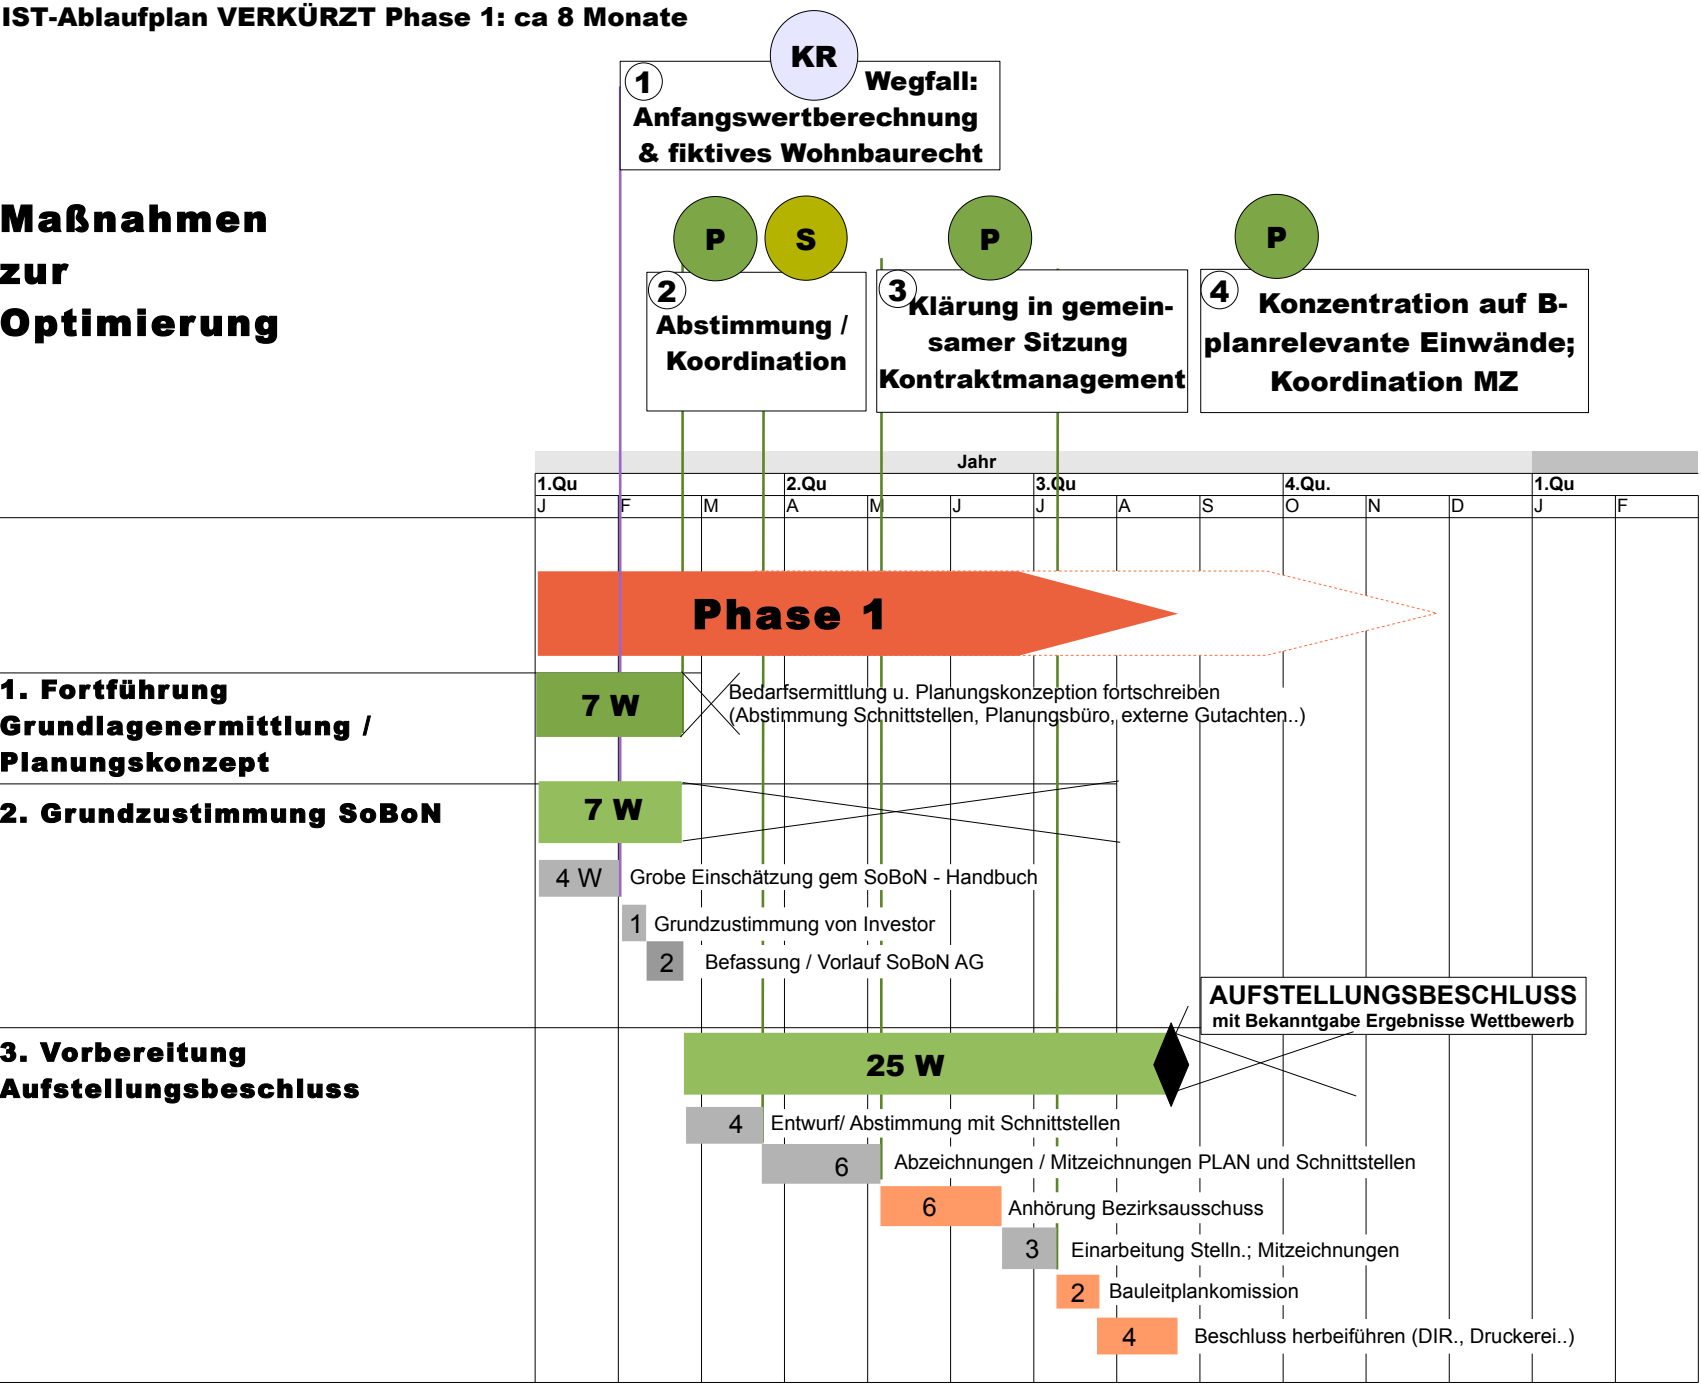 IST-Ablaufplan VERKÜRZT Phase 1: ca 8 Monate
KR
1
Wegfall:
Anfangswertberechnung
& fiktives Wohnbaurecht
Maßnahmen
zur
Optimierung
P
S
P
P
2
Abstimmung /
Koordination
3
Klärung in gemein-
samer Sitzung
Kontraktmanagement
4
Konzentration auf B-
planrelevante Einwände;
Koordination MZ
Jahr
1.Qu
2.Qu
3.Qu
4.Qu.
1.Qu
J F M A M J J A S O N D J F
Phase 1
1. Fortführung
Grundlagenermittlung /
Planungskonzept
7 W
Bedarfsermittlung u. Planungskonzeption fortschreiben
(Abstimmung Schnittstellen, Planungsbüro, externe Gutachten..)
2. Grundzustimmung SoBoN
7 W
4 W
Grobe Einschätzung gem SoBoN - Handbuch
1
Grundzustimmung von Investor
2
Befassung / Vorlauf SoBoN AG
AUFSTELLUNGSBESCHLUSS
mit Bekanntgabe Ergebnisse Wettbewerb
3. Vorbereitung
Aufstellungsbeschluss
25 W
4
Entwurf/ Abstimmung mit Schnittstellen
6
Abzeichnungen / Mitzeichnungen PLAN und Schnittstellen
6
Anhörung Bezirksausschuss
3
Einarbeitung Stelln.; Mitzeichnungen
2
Bauleitplankomission
4
Beschluss herbeiführen (DIR., Druckerei..)